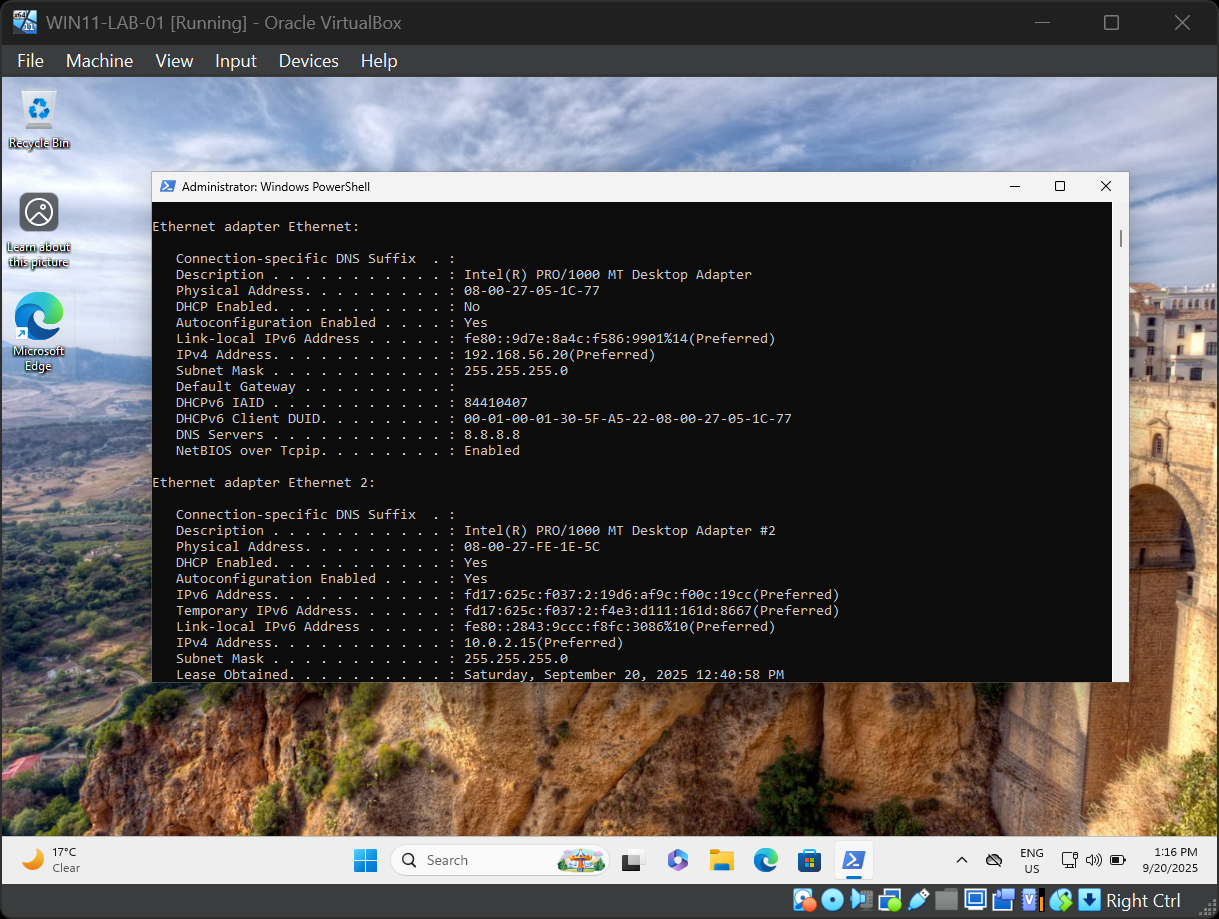 WIN11-LAB-01 [Running] - Oracle VirtualBox
File Machine View Input Devices Help
Recycle Bin
Learn about
this picture
Microsoft
Edge
Administrator: Windows PowerShell
Ethernet adapter Ethernet:
Connection-specific DNS Suffix  . :
Description . . . . . . . . . . . : Intel(R) PRO/1000 MT Desktop Adapter
Physical Address. . . . . . . . . : 08-00-27-05-1C-77
DHCP Enabled. . . . . . . . . . . : No
Autoconfiguration Enabled . . . . : Yes
Link-local IPv6 Address . . . . . : fe80::9d7e:8a4c:f586:9901%14(Preferred)
IPv4 Address. . . . . . . . . . . : 192.168.56.20(Preferred)
Subnet Mask . . . . . . . . . . . : 255.255.255.0
Default Gateway . . . . . . . . . :
DHCPv6 IAID . . . . . . . . . . . : 84410407
DHCPv6 Client DUID. . . . . . . . : 00-01-00-01-30-5F-A5-22-08-00-27-05-1C-77
DNS Servers . . . . . . . . . . . : 8.8.8.8
NetBIOS over Tcpip. . . . . . . . : Enabled
Ethernet adapter Ethernet 2:
Connection-specific DNS Suffix  . :
Description . . . . . . . . . . . : Intel(R) PRO/1000 MT Desktop Adapter #2
Physical Address. . . . . . . . . : 08-00-27-FE-1E-5C
DHCP Enabled. . . . . . . . . . . : Yes
Autoconfiguration Enabled . . . . : Yes
IPv6 Address. . . . . . . . . . . : fd17:625c:f037:2:19d6:af9c:f00c:19cc(Preferred)
Temporary IPv6 Address. . . . . . : fd17:625c:f037:2:f4e3:d111:161d:8667(Preferred)
Link-local IPv6 Address . . . . . : fe80::2843:9ccc:f8fc:3086%10(Preferred)
IPv4 Address. . . . . . . . . . . : 10.0.2.15(Preferred)
Subnet Mask . . . . . . . . . . . : 255.255.255.0
Lease Obtained. . . . . . . . . . : Saturday, September 20, 2025 12:40:58 PM
17°C
Clear
Search
ENG
US
1:16 PM
9/20/2025
Right Ctrl